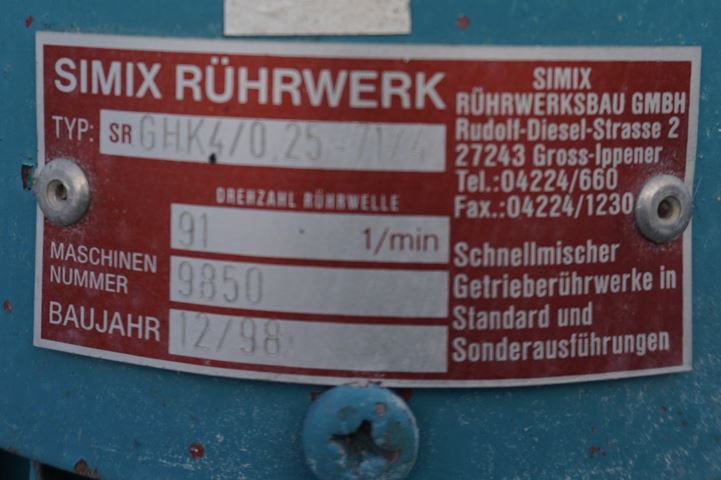 SIMIX RÜHRWERK
TYP: SR GHK4/0,25-71/4
DREHZAHL RÜHRWELLE
91 1/min
MASCHINEN NUMMER 9850
BAUJAHR 12/98
SIMIX
RÜHRWERKSBAU GMBH
Rudolf-Diesel-Strasse 2
27243 Gross-Ippener
Tel.:04224/660
Fax.:04224/1230
Schnellmischer
Getrieberührwerke in
Standard und
Sonderausführungen